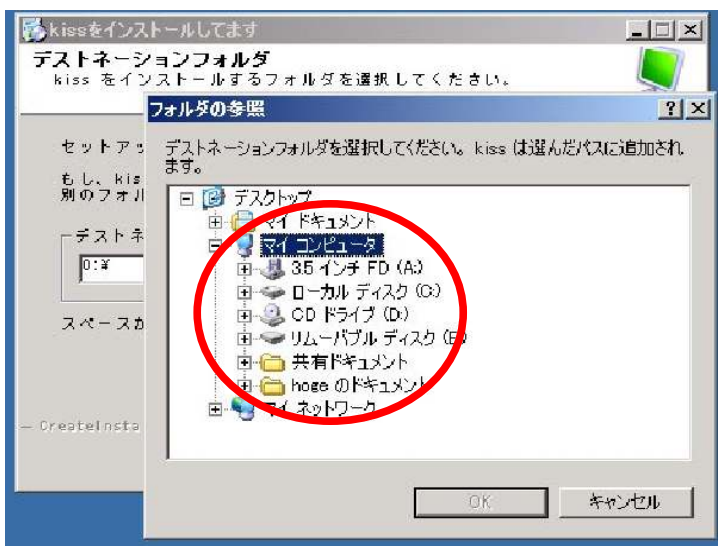 kissをインストールしてます
デストネーションフォルダ
kiss をインストールするフォルダを選択してください。
フォルダの参照
セットアッ
デストネーションフォルダを選択してください。 kiss は選んだパスに追加され
ます。
もし、kis
別のフォル
デスクトップ
マイ ドキュメント
デストネ
マイ コンピュータ
3.5 インチ FD (A:)
0:¥
ローカル ディスク (C:)
CD ドライブ (D:)
スペースが
リムーバブル ディスク (E:)
共有ドキュメント
hoge のドキュメント
マイ ネットワーク
CreateInsta
OK
キャンセル